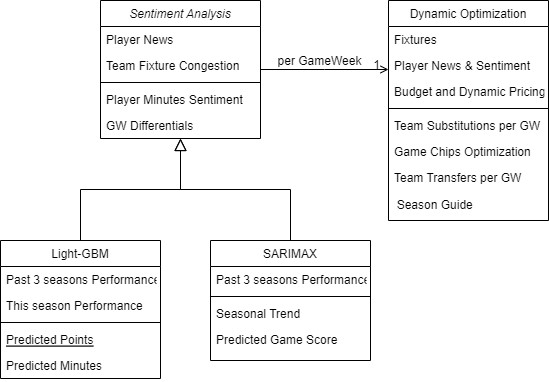 Sentiment Analysis
Player News
Team Fixture Congestion
Player Minutes Sentiment
GW Differentials
per GameWeek
1
Dynamic Optimization
Fixtures
Player News & Sentiment
Budget and Dynamic Pricing
Team Substitutions per GW
Game Chips Optimization
Team Transfers per GW
Season Guide
Light-GBM
Past 3 seasons Performance
This season Performance
Predicted Points
Predicted Minutes
SARIMAX
Past 3 seasons Performance
Seasonal Trend
Predicted Game Score